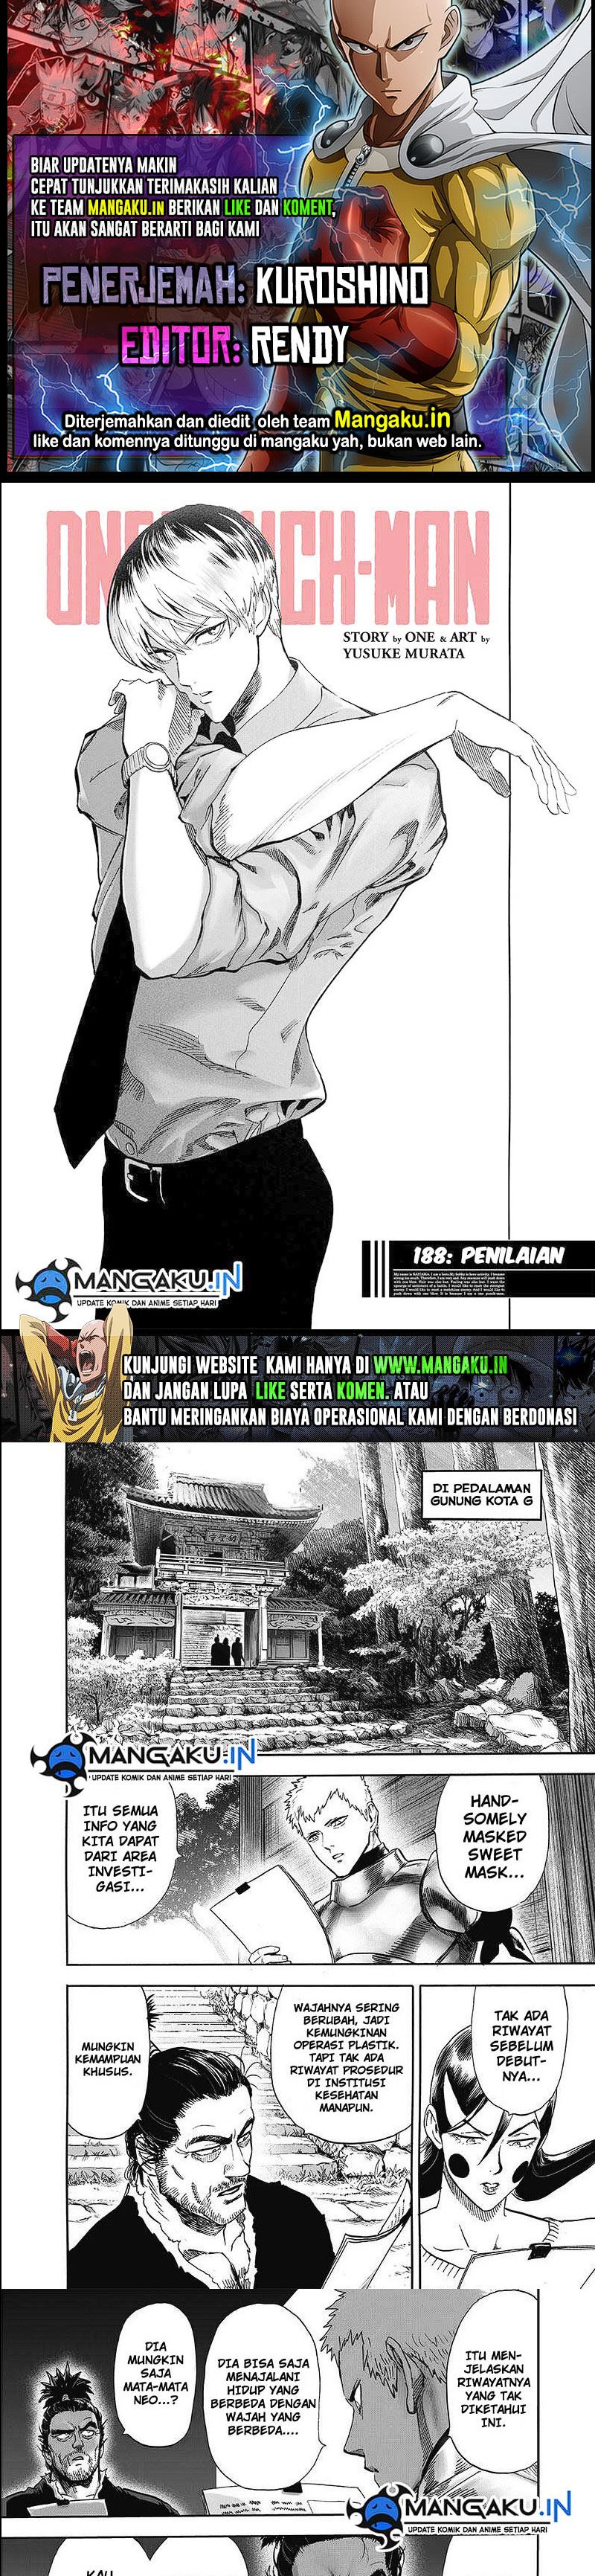 BIAR UPDATENYA MAKIN
CEPAT TUNJUKKAN TERIMAKASIH KALIAN
KE TEAM MANGAKU.IN BERIKAN LIKE DAN KOMENT,
ITU AKAN SANGAT BERARTI BAGI KAMI
PENERJEMAH: KUROSHINO
EDITOR: RENDY
Diterjemahkan dan diedit oleh team Mangaku.in
like dan komennya ditunggu di mangaku yah, bukan web lain.
STORY by ONE & ART by
YUSUKE MURATA
188: PENILAIAN
MANGAKU.IN
UPDATE KOMIK DAN ANIME SETIAP HARI
KUNJUNGI WEBSITE KAMI HANYA DI WWW.MANGAKU.IN
DAN JANGAN LUPA LIKE SERTA KOMEN. ATAU
BANTU MERINGANKAN BIAYA OPERASIONAL KAMI DENGAN BERDONASI
DI PEDALAMAN
GUNUNG KOTA G
MANGAKU.IN
UPDATE KOMIK DAN ANIME SETIAP HARI
HAND-
SOMELY
MASKED
SWEET
MASK...
ITU SEMUA
INFO YANG
KITA DAPAT
DARI AREA
INVESTI-
GASI...
TAK ADA
RIWAYAT
SEBELUM
DEBUT-
NYA...
WAJAHNYA SERING
BERUBAH, JADI
KEMUNGKINAN
OPERASI PLASTIK.
TAPI TAK ADA
RIWAYAT PROSEDUR
DI INSTITUSI
KESEHATAN
MANAPUN.
MUNGKIN
KEMAMPUAN
KHUSUS.
ITU MEN-
JELASKAN
RIWAYATNYA
YANG TAK
DIKETAHUI
INI.
DIA BISA SAJA
MENAJALANI
HIDUP YANG
BERBEDA DENGAN
WAJAH YANG
BERBEDA....
DIA
MUNGKIN
SAJA
MATA-MATA
NEO...?
MANGAKU.IN
UPDATE KOMIK DAN ANIME SETIAP HARI